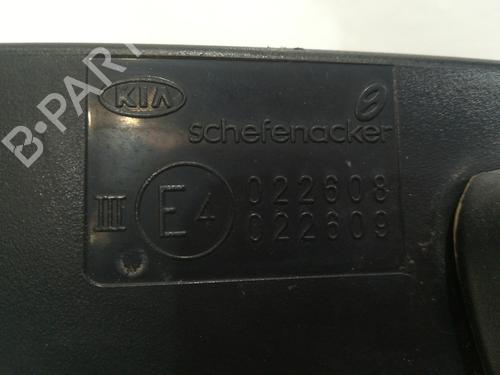 B-PART
KIA
schefenacker
III E4 022608
022609